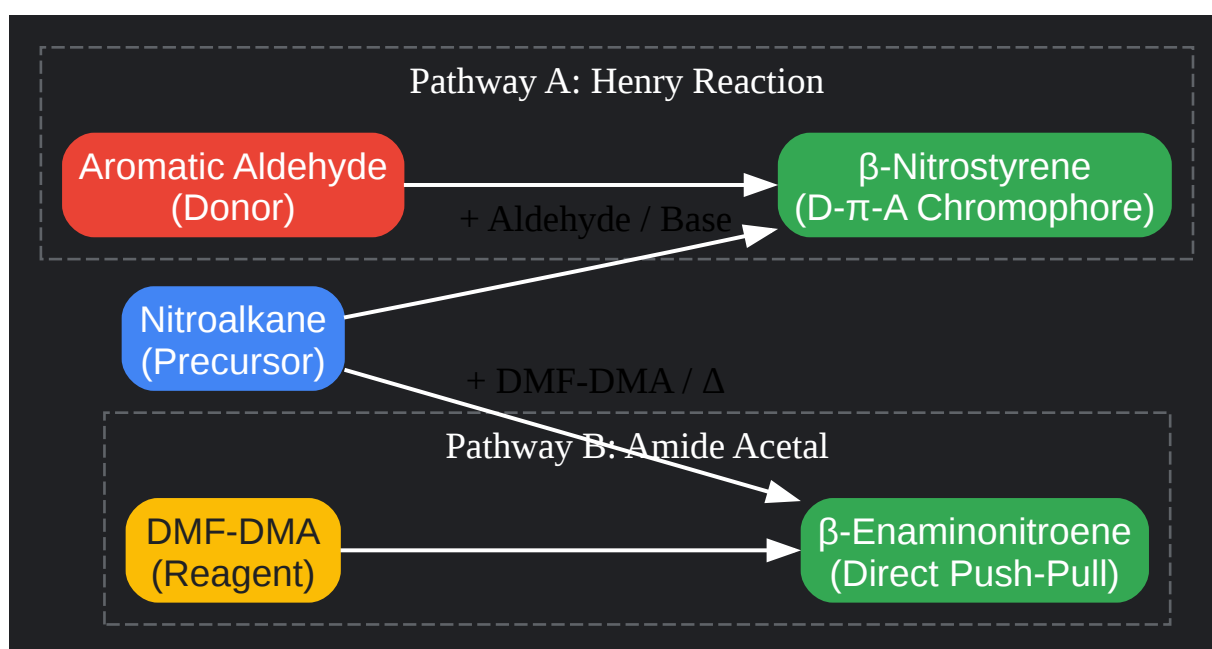 Pathway A: Henry Reaction
Aromatic Aldehyde
(Donor)
β-Nitrostyrene
(D-π-A Chromophore)
+ Aldehyde / Base
Nitroalkane
(Precursor)
+ DMF-DMA / Δ
Pathway B: Amide Acetal
DMF-DMA
(Reagent)
β-Enaminonitroene
(Direct Push-Pull)